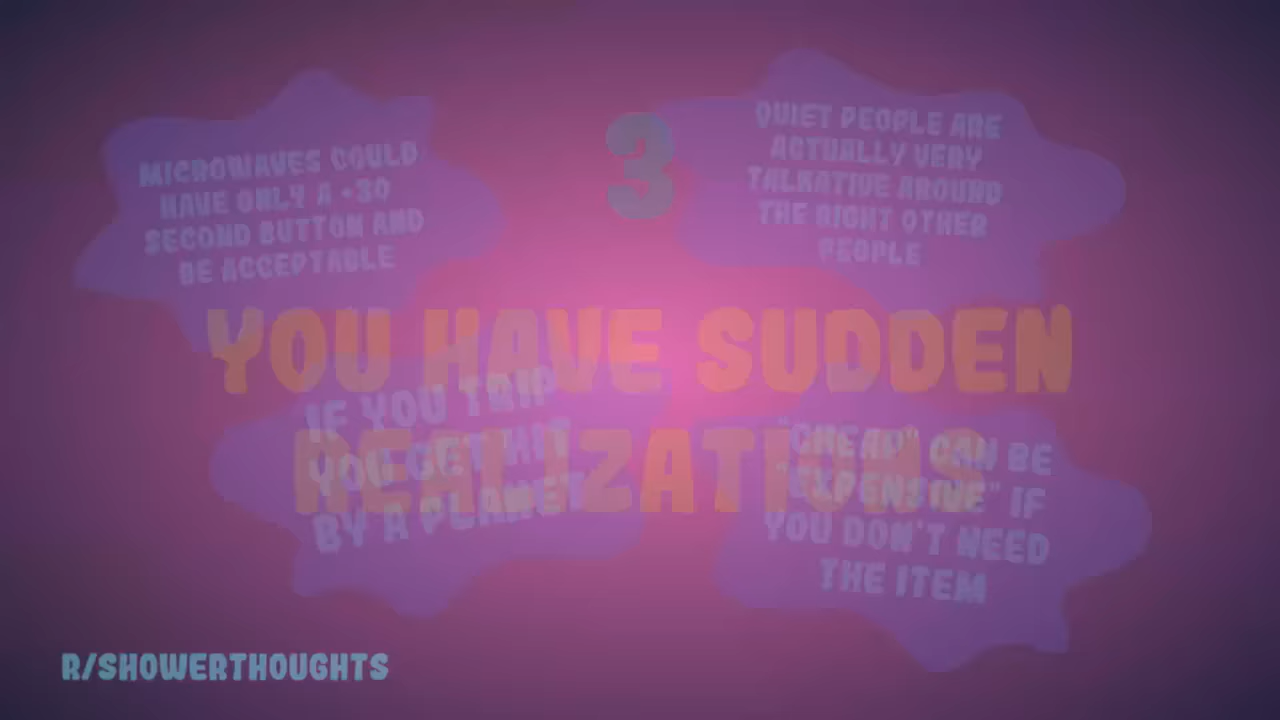 3
YOU HAVE SUDDEN
REALIZATIONS
MICROWAVES COULD
HAVE ONLY A +30
SECOND BUTTON AND
BE ACCEPTABLE
QUIET PEOPLE ARE
ACTUALLY VERY
TALKATIVE AROUND
THE RIGHT OTHER
PEOPLE
IF YOU TRIP
YOU GET HIT
BY A PLANET
"CHEAP" CAN BE
"EXPENSIVE" IF
YOU DON'T NEED
THE ITEM
R/SHOWERTHOUGHTS